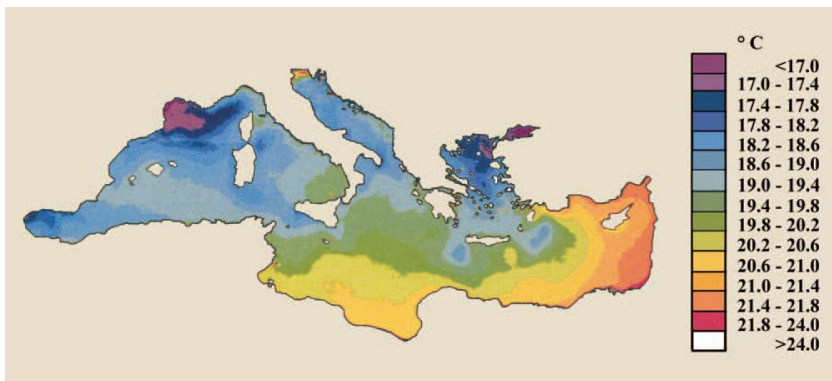 ° C
<17.0
17.0 - 17.4
17.4 - 17.8
17.8 - 18.2
18.2 - 18.6
18.6 - 19.0
19.0 - 19.4
19.4 - 19.8
19.8 - 20.2
20.2 - 20.6
20.6 - 21.0
21.0 - 21.4
21.4 - 21.8
21.8 - 24.0
>24.0